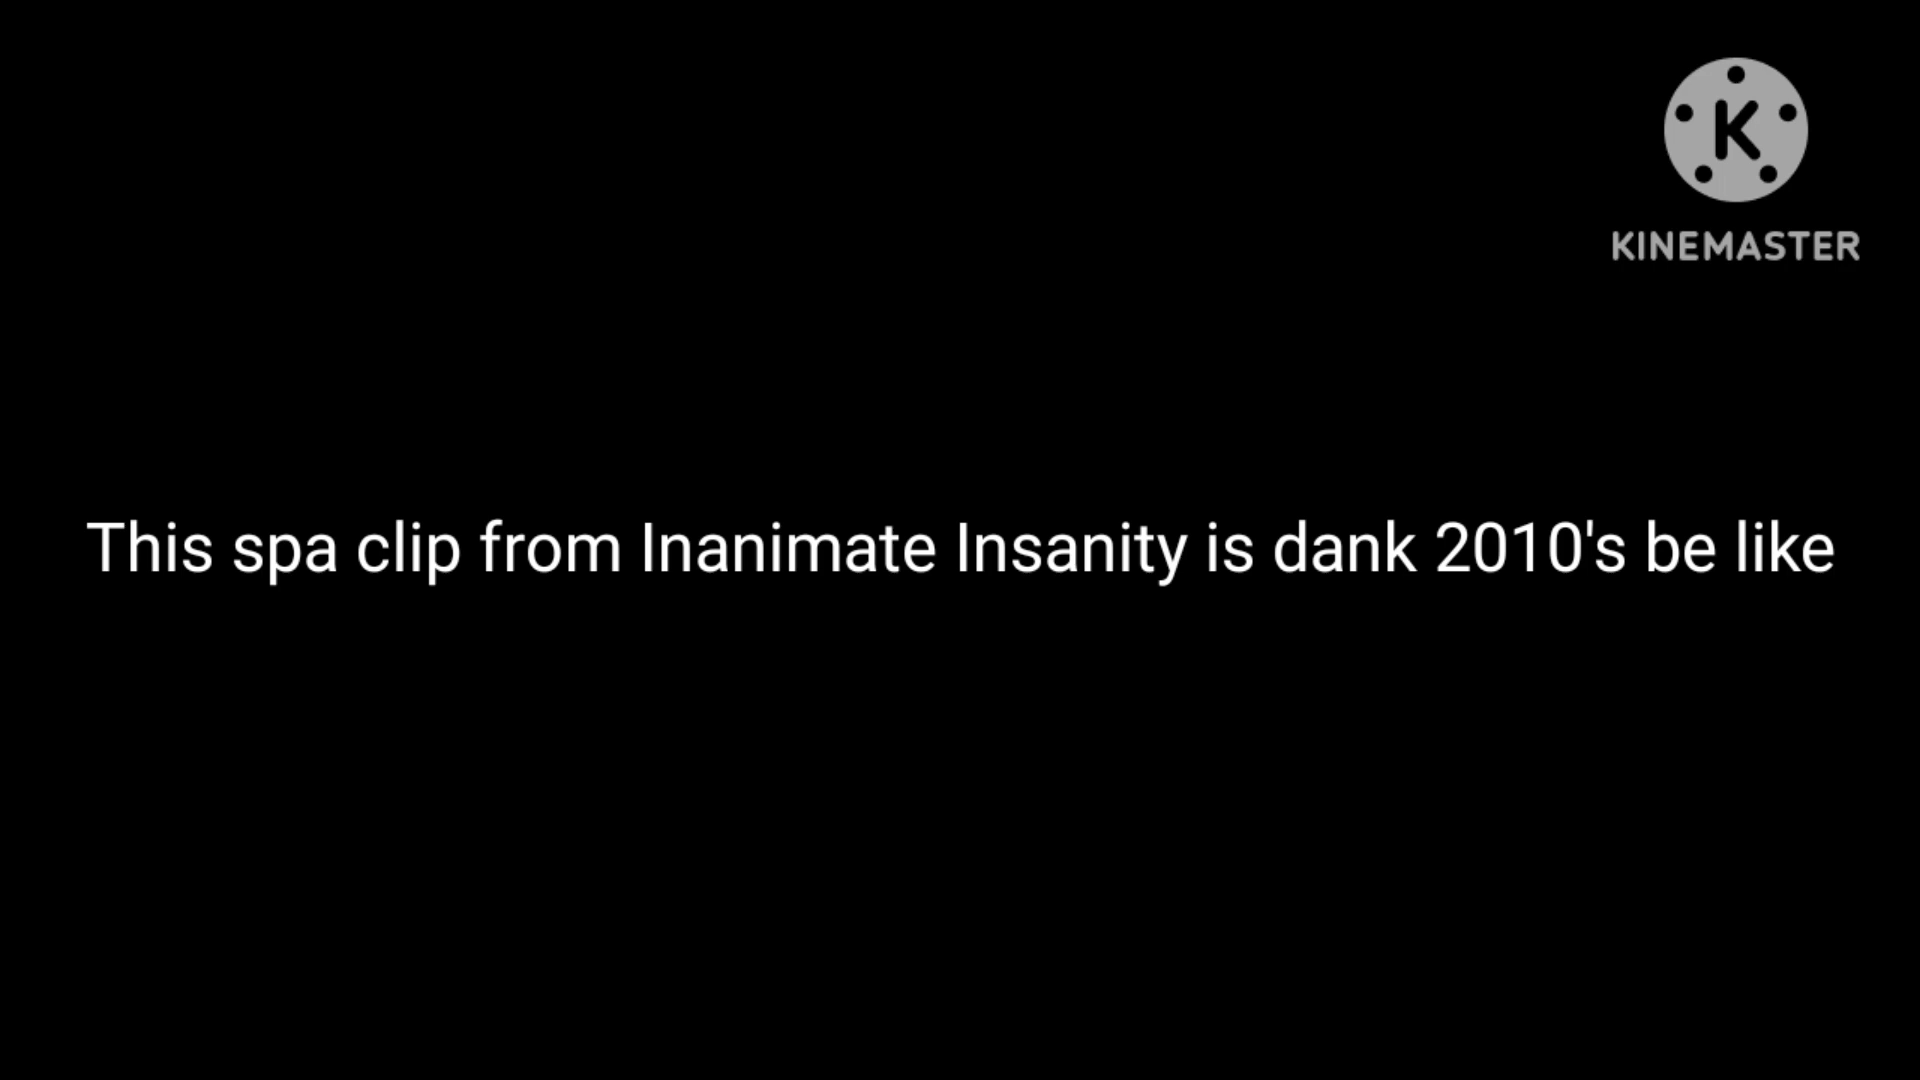 K
KINEMASTER
This spa clip from Inanimate Insanity is dank 2010's be like